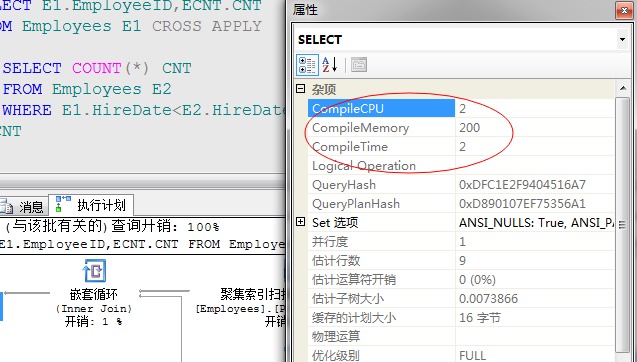 SELECT E1.EmployeeID,ECNT.CNT
OM Employees E1 CROSS APPLY
SELECT COUNT(*) CNT
FROM Employees E2
WHERE E1.HireDate<E2.HireDate
CNT
消息
执行计划
(与该批有关的)查询开销: 100%
E1.EmployeeID,ECNT.CNT FROM Employe
嵌套循环
(Inner Join)
开销: 1 %
聚集索引扫描
[Employees].[P
属性
SELECT
杂项
CompileCPU 2
CompileMemory 200
CompileTime 2
Logical Operation
QueryHash 0xDFC1E2F9404516A7
QueryPlanHash 0xD890107EF75356A1
Set 选项 ANSI_NULLS: True, ANSI_PA
并行度 1
估计行数 9
估计运算符开销 0 (0%)
估计子树大小 0.0073866
缓存的计划大小 16 字节
物理运算
优化级别 FULL